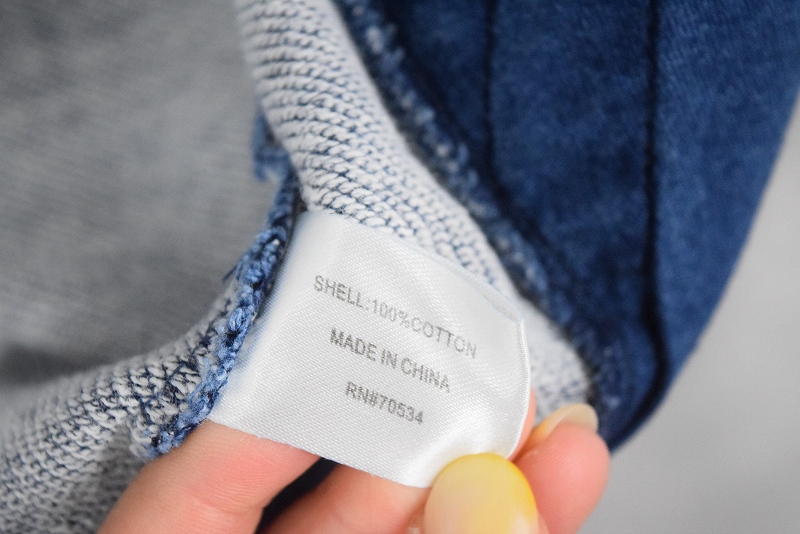 SHELL:100%COTTON
MADE IN CHINA
RN#70534